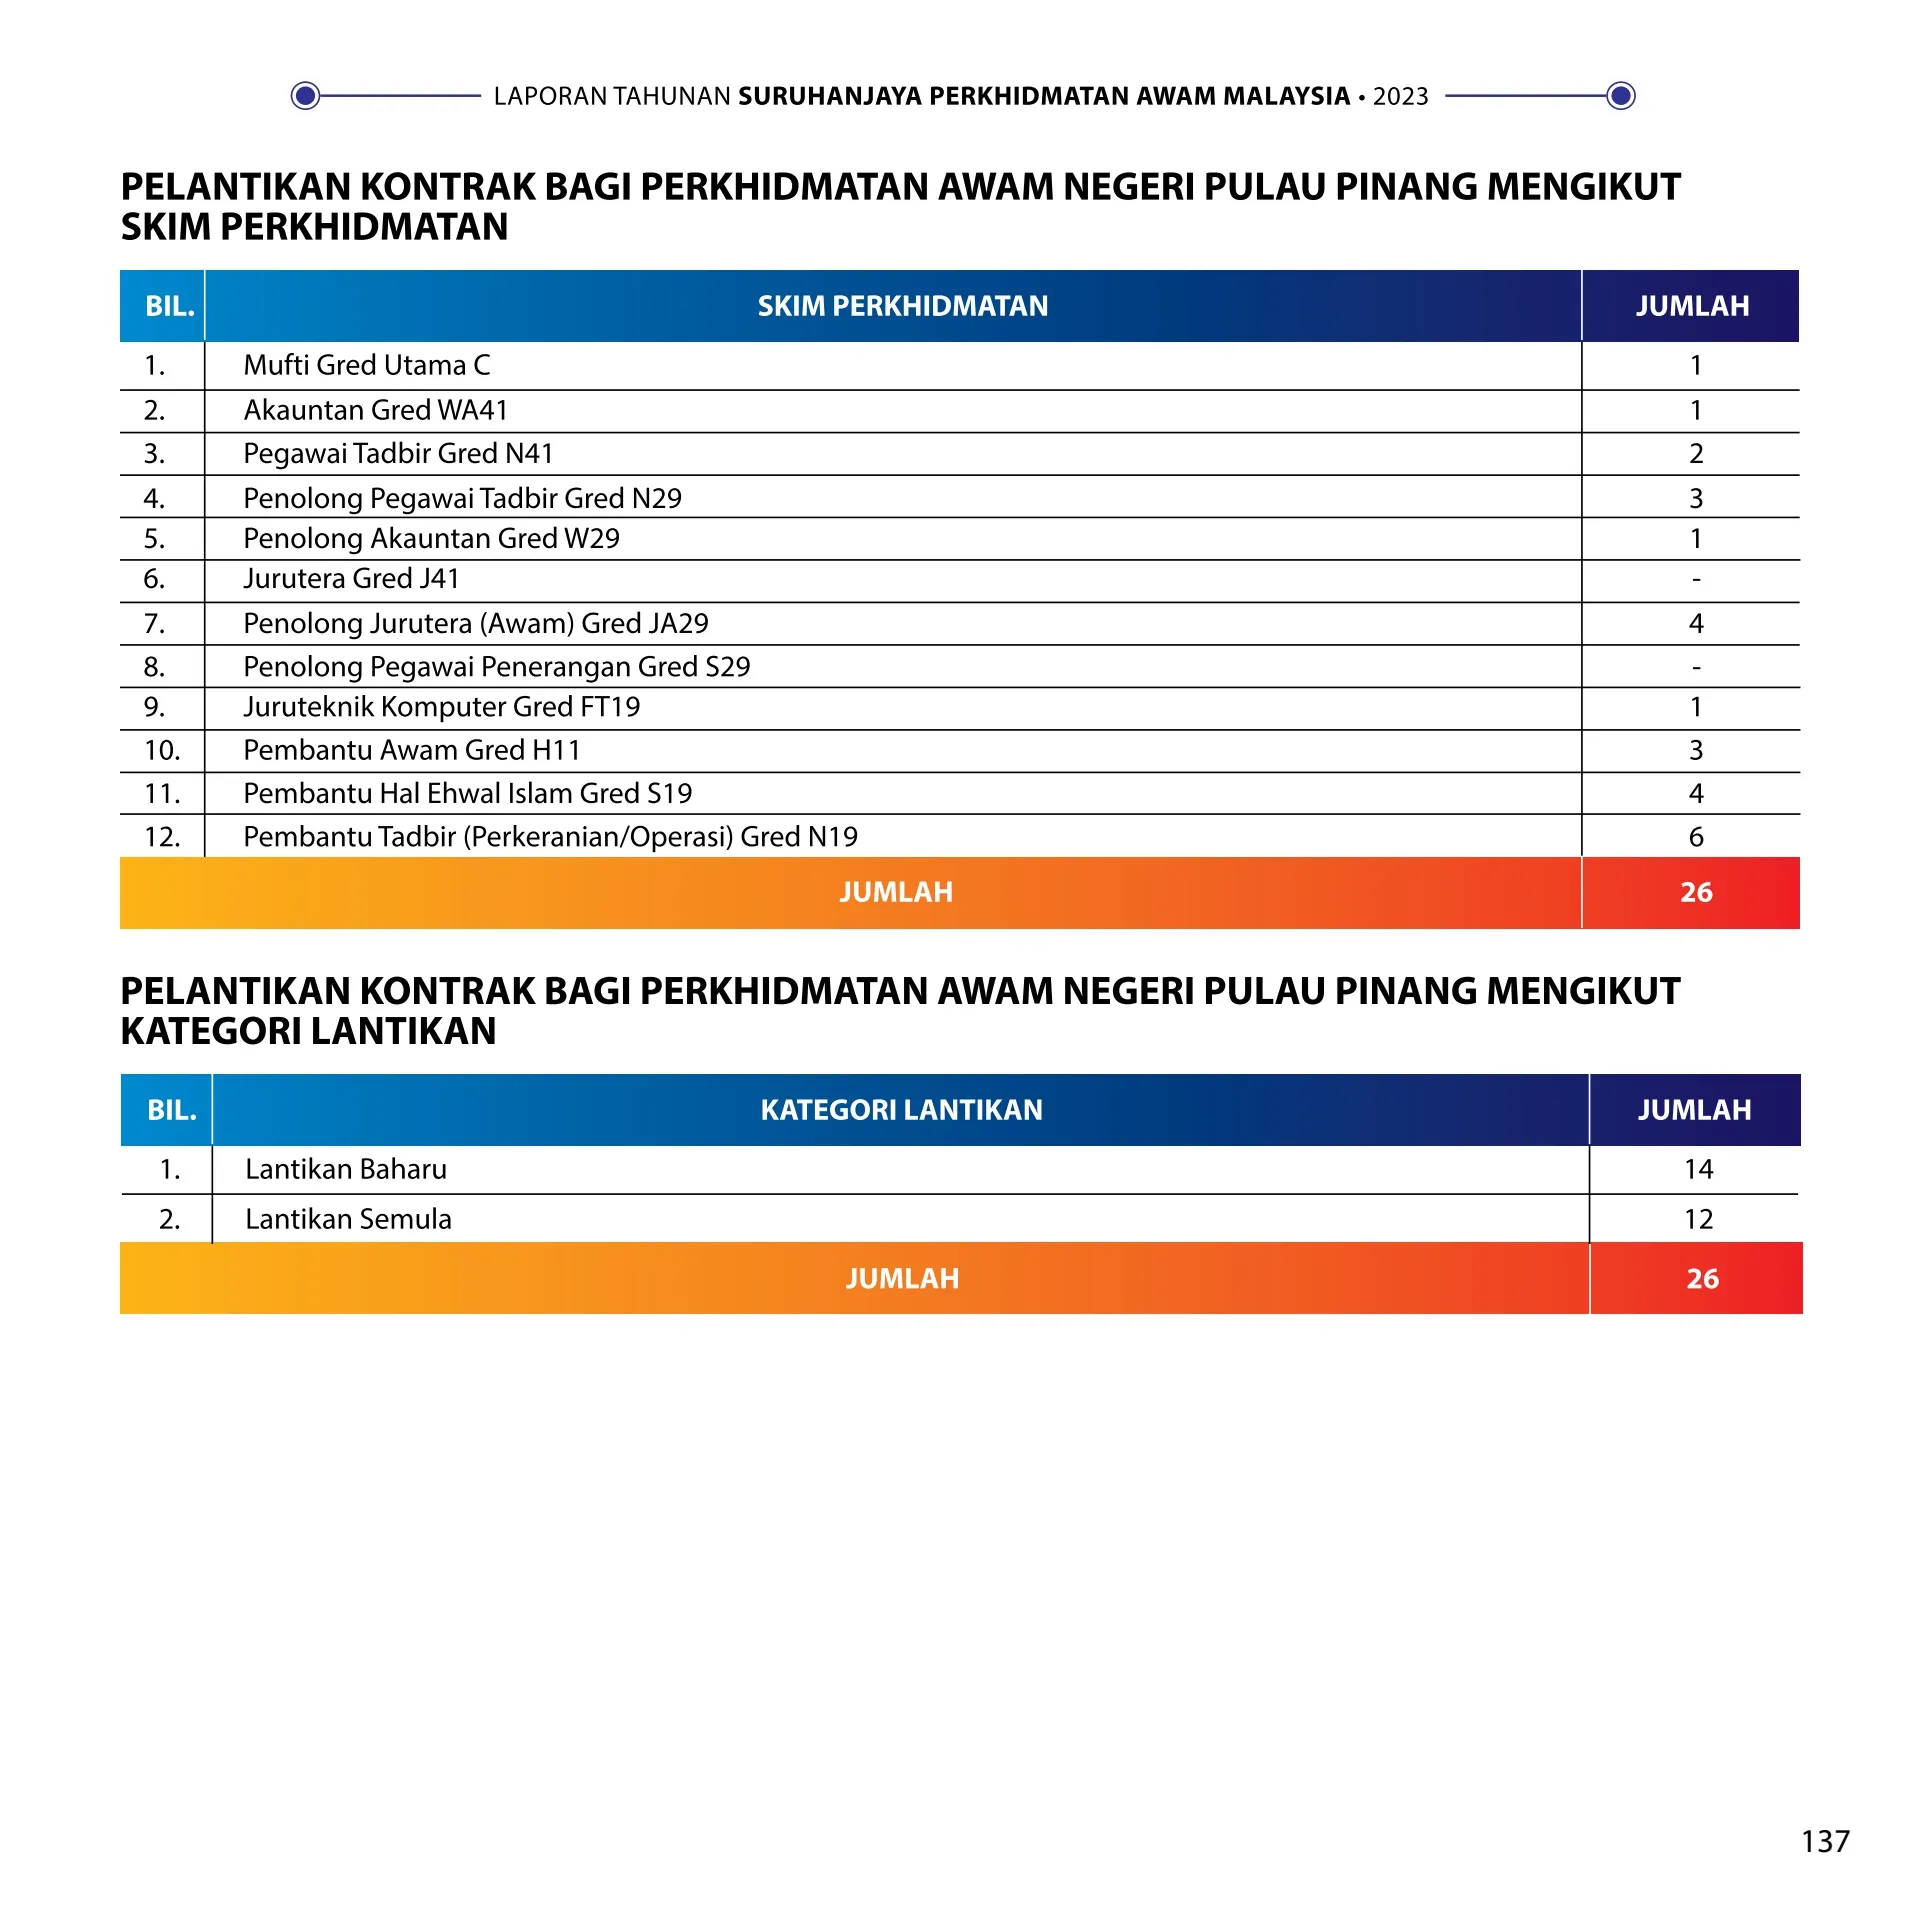 LAPORAN TAHUNAN SURUHANJAYA PERKHIDMATAN AWAM MALAYSIA • 2023
PELANTIKAN KONTRAK BAGI PERKHIDMATAN AWAM NEGERI PULAU PINANG MENGIKUT
SKIM PERKHIDMATAN
BIL. SKIM PERKHIDMATAN JUMLAH
1. Mufti Gred Utama C 1
2. Akauntan Gred WA41 1
3. Pegawai Tadbir Gred N41 2
4. Penolong Pegawai Tadbir Gred N29 3
5. Penolong Akauntan Gred W29 1
6. Jurutera Gred J41 -
7. Penolong Jurutera (Awam) Gred JA29 4
8. Penolong Pegawai Penerangan Gred S29 -
9. Juruteknik Komputer Gred FT19 1
10. Pembantu Awam Gred H11 3
11. Pembantu Hal Ehwal Islam Gred S19 4
12. Pembantu Tadbir (Perkeranian/Operasi) Gred N19 6
JUMLAH 26
PELANTIKAN KONTRAK BAGI PERKHIDMATAN AWAM NEGERI PULAU PINANG MENGIKUT
KATEGORI LANTIKAN
BIL. KATEGORI LANTIKAN JUMLAH
1. Lantikan Baharu 14
2. Lantikan Semula 12
JUMLAH 26
137